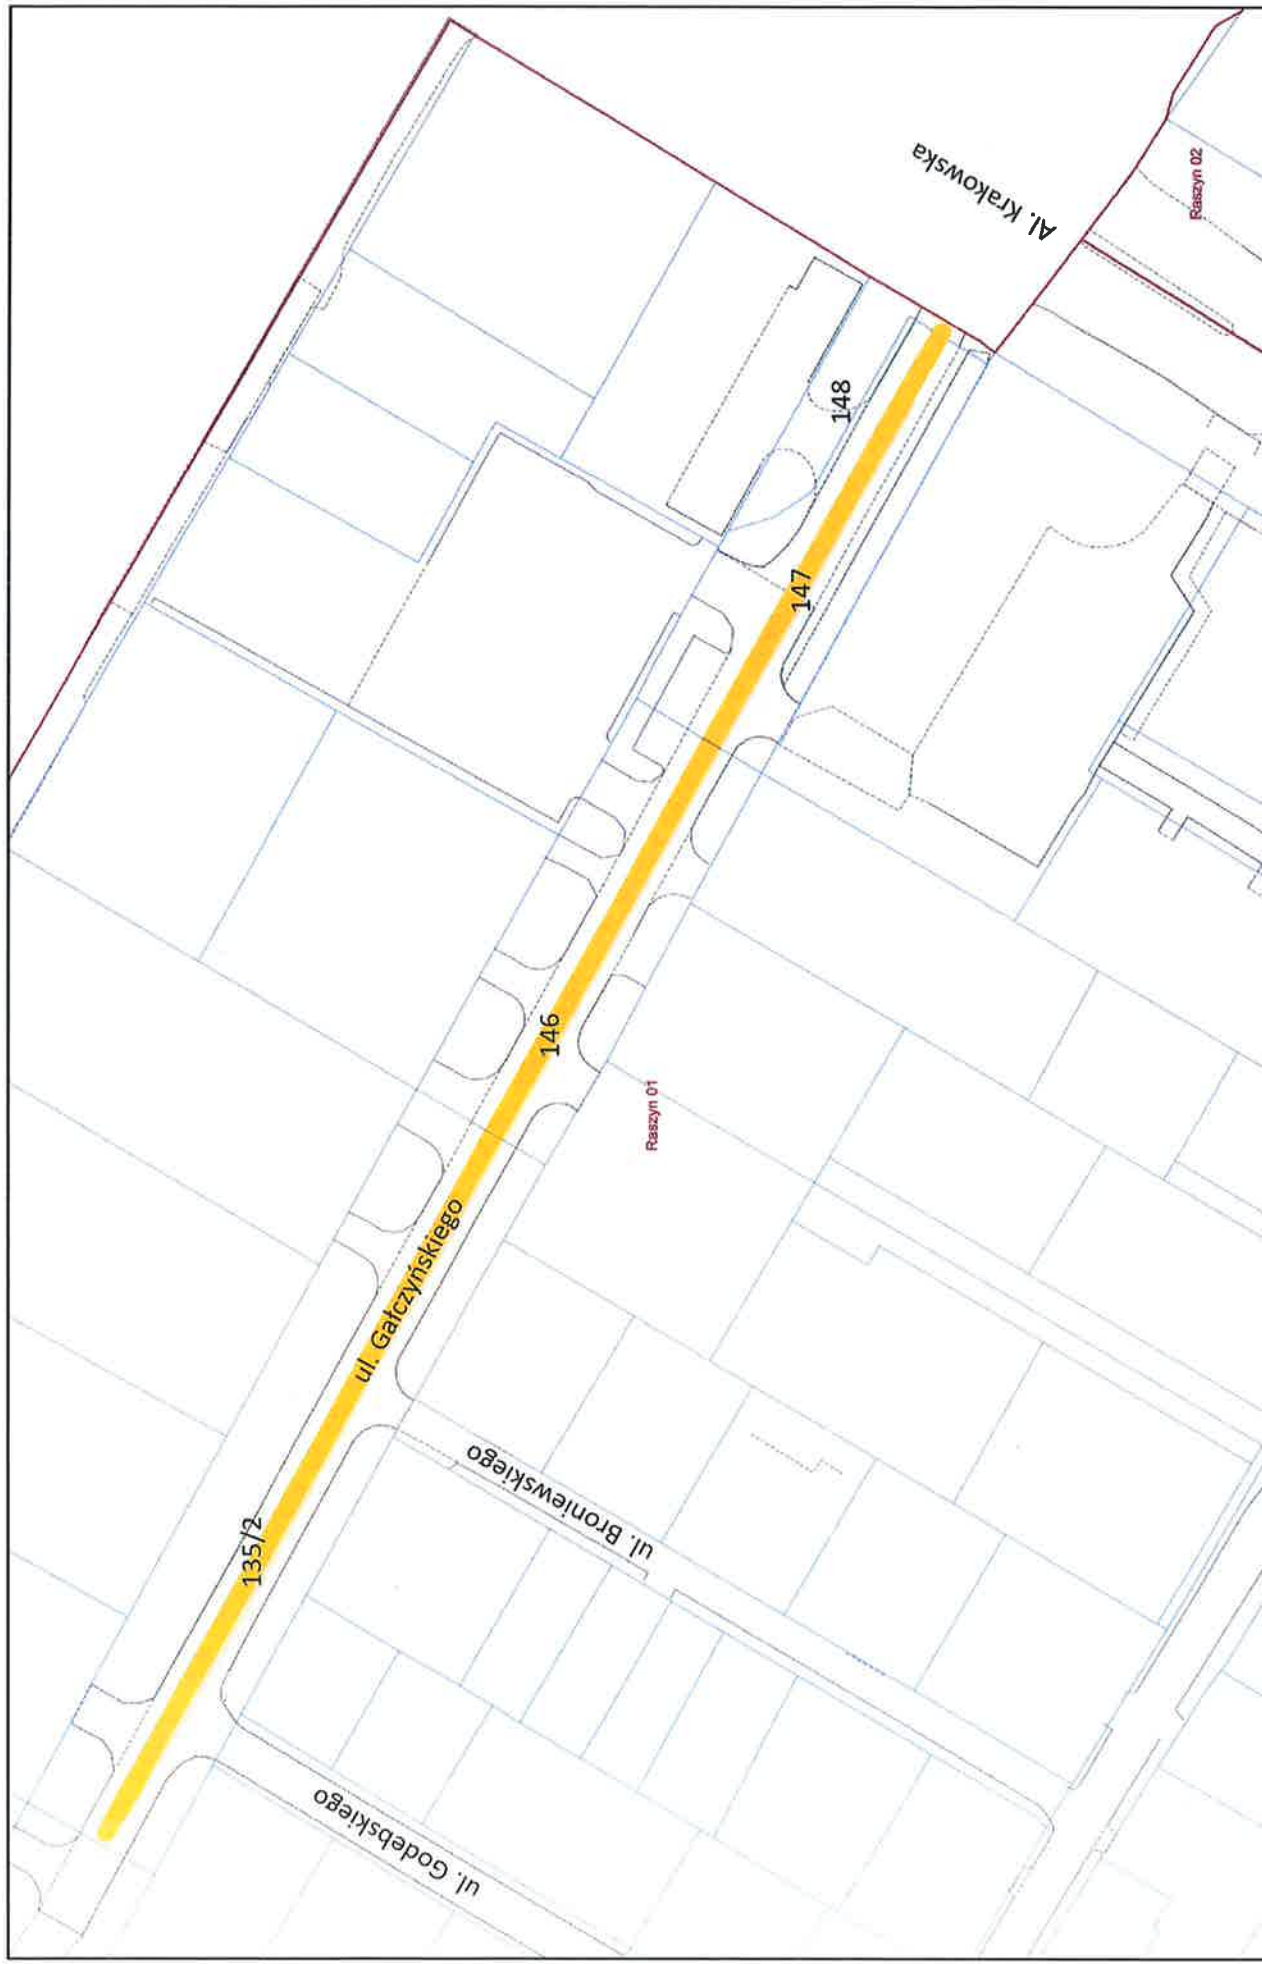 Al. Krakowska
Raszyn 02
148
147
146
Raszyn 01
ul. Gałczyńskiego
ul. Broniewskiego
135/2
ul. Godebskiego